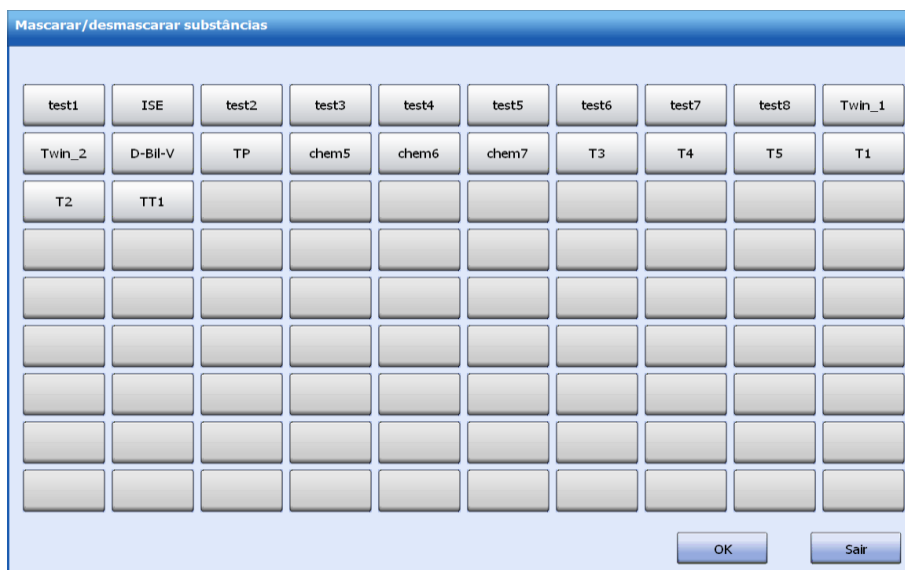 Mascarar/desmascarar substâncias
test1 ISE test2 test3 test4 test5 test6 test7 test8 Twin_1
Twin_2 D-Bil-V TP chem5 chem6 chem7 T3 T4 T5 T1
T2 TT1
OK Sair